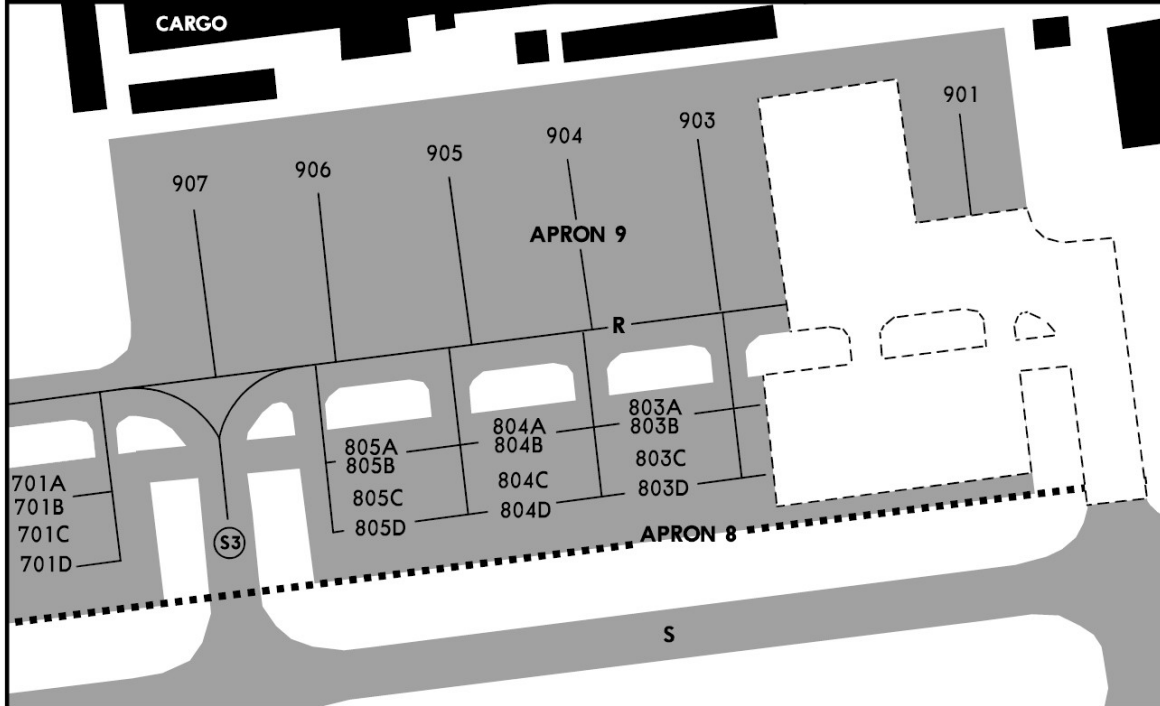 CARGO
901
903
904
905
906
907
APRON 9
R
803A
803B
803C
803D
804A
804B
804C
804D
805A
805B
805C
805D
701A
701B
701C
701D
S3
APRON 8
S